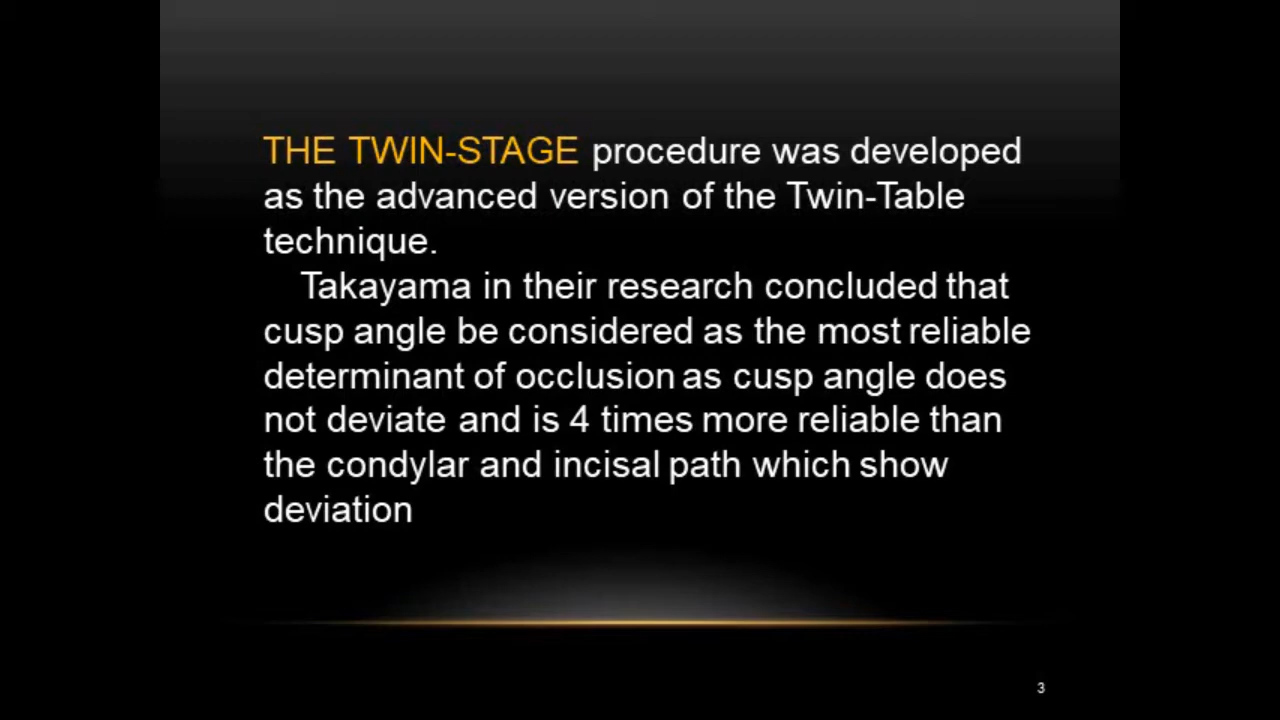 THE TWIN-STAGE procedure was developed
as the advanced version of the Twin-Table
technique.
Takayama in their research concluded that
cusp angle be considered as the most reliable
determinant of occlusion as cusp angle does
not deviate and is 4 times more reliable than
the condylar and incisal path which show
deviation
3